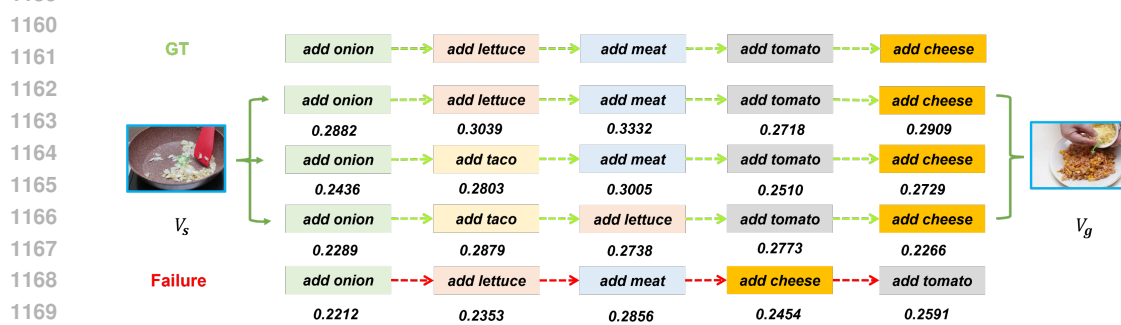 1160
GT add onion add lettuce add meat add tomato add cheese
1161
1162
add onion add lettuce add meat add tomato add cheese
1163
0.2882 0.3039 0.3332 0.2718 0.2909
1164
add onion add taco add meat add tomato add cheese
1165
0.2436 0.2803 0.3005 0.2510 0.2729
1166
V_s add onion add taco add lettuce add tomato add cheese V_g
1167
0.2289 0.2879 0.2738 0.2773 0.2266
1168
Failure add onion add lettuce add meat add cheese add tomato
1169
0.2212 0.2353 0.2856 0.2454 0.2591